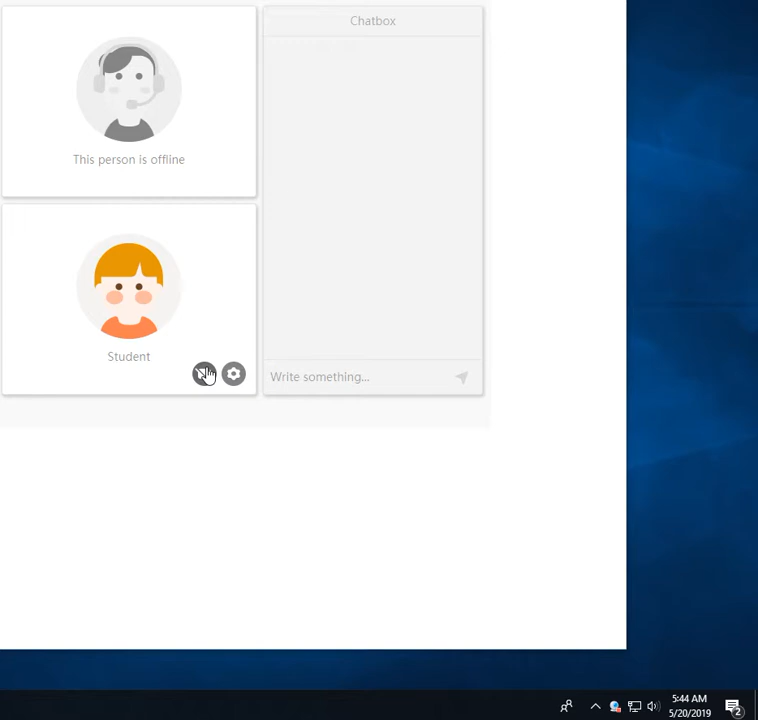 Chatbox
This person is offline
Student
Write something...
5:44 AM
5/20/2019
2